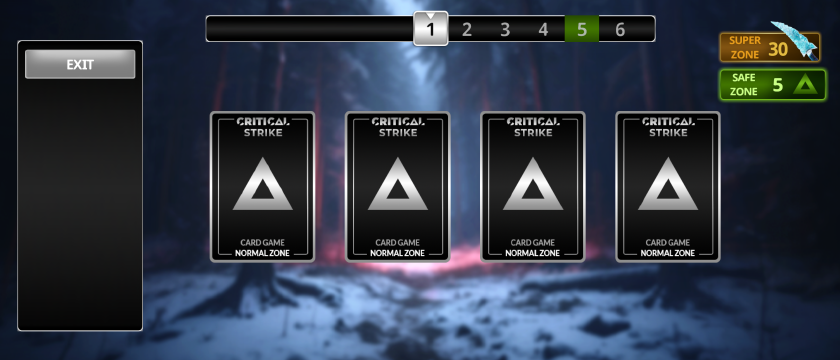 1 2 3 4 5 6
SUPER
ZONE 30
SAFE
ZONE 5
EXIT
CRITICAL
STRIKE
CARD GAME
NORMAL ZONE
CRITICAL
STRIKE
CARD GAME
NORMAL ZONE
CRITICAL
STRIKE
CARD GAME
NORMAL ZONE
CRITICAL
STRIKE
CARD GAME
NORMAL ZONE